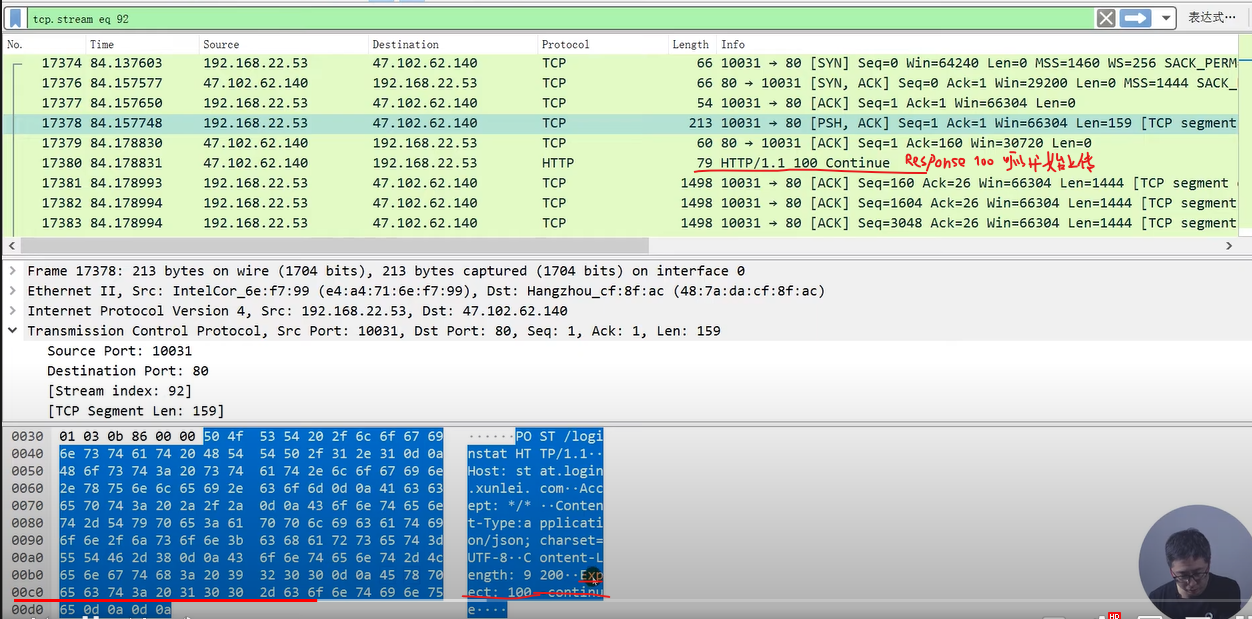 tcp.stream eq 92
表达式…
No. Time Source Destination Protocol Length Info
17374 84.137603 192.168.22.53 47.102.62.140 TCP 66 10031 → 80 [SYN] Seq=0 Win=64240 Len=0 MSS=1460 WS=256 SACK_PERM
17376 84.157577 47.102.62.140 192.168.22.53 TCP 66 80 → 10031 [SYN, ACK] Seq=0 Ack=1 Win=29200 Len=0 MSS=1444 SACK_
17377 84.157650 192.168.22.53 47.102.62.140 TCP 54 10031 → 80 [ACK] Seq=1 Ack=1 Win=66304 Len=0
17378 84.157748 192.168.22.53 47.102.62.140 TCP 213 10031 → 80 [PSH, ACK] Seq=1 Ack=1 Win=66304 Len=159 [TCP segment
17379 84.178830 47.102.62.140 192.168.22.53 TCP 60 80 → 10031 [ACK] Seq=1 Ack=160 Win=30720 Len=0
17380 84.178831 47.102.62.140 192.168.22.53 HTTP 79 HTTP/1.1 100 Continue Response 100 开始上传
17381 84.178993 192.168.22.53 47.102.62.140 TCP 1498 10031 → 80 [ACK] Seq=160 Ack=26 Win=66304 Len=1444 [TCP segment
17382 84.178994 192.168.22.53 47.102.62.140 TCP 1498 10031 → 80 [ACK] Seq=1604 Ack=26 Win=66304 Len=1444 [TCP segment
17383 84.178994 192.168.22.53 47.102.62.140 TCP 1498 10031 → 80 [ACK] Seq=3048 Ack=26 Win=66304 Len=1444 [TCP segment
Frame 17378: 213 bytes on wire (1704 bits), 213 bytes captured (1704 bits) on interface 0
Ethernet II, Src: IntelCor_6e:f7:99 (e4:a4:71:6e:f7:99), Dst: Hangzhou_cf:8f:ac (48:7a:da:cf:8f:ac)
Internet Protocol Version 4, Src: 192.168.22.53, Dst: 47.102.62.140
Transmission Control Protocol, Src Port: 10031, Dst Port: 80, Seq: 1, Ack: 1, Len: 159
Source Port: 10031
Destination Port: 80
[Stream index: 92]
[TCP Segment Len: 159]
0030 01 03 0b 86 00 00 50 4f 53 54 20 2f 6c 6f 67 69 ······PO ST /logi
0040 6e 73 74 61 74 20 48 54 54 50 2f 31 2e 31 0d 0a nstat HT TP/1.1··
0050 48 6f 73 74 3a 20 73 74 61 74 2e 6c 6f 67 69 6e Host: st at.login
0060 2e 78 75 6e 6c 65 69 2e 63 6f 6d 0d 0a 41 63 63 .xunlei. com··Acc
0070 65 70 74 3a 20 2a 2f 2a 0d 0a 43 6f 6e 74 65 6e ept: */* ··Conten
0080 74 2d 54 79 70 65 3a 61 70 70 6c 69 63 61 74 69 t-Type:a pplicati
0090 6f 6e 2f 6a 73 6f 6e 3b 63 68 61 72 73 65 74 3d on/json; charset=
00a0 55 54 46 2d 38 0d 0a 43 6f 6e 74 65 6e 74 2d 4c UTF-8··C ontent-L
00b0 65 6e 67 74 68 3a 20 39 32 30 30 0d 0a 45 78 70 ength: 9 200··Exp
00c0 65 63 74 3a 20 31 30 30 2d 63 6f 6e 74 69 6e 75 ect: 100 -continu
00d0 65 0d 0a 0d 0a e····
HD